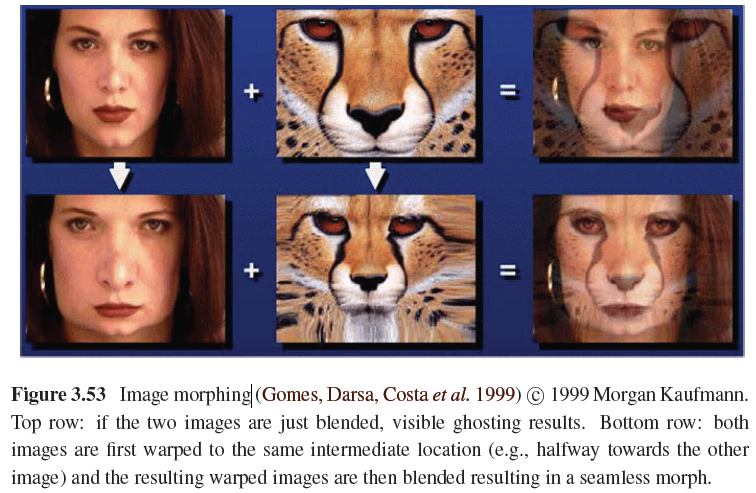 +
=
+
=
Figure 3.53 Image morphing (Gomes, Darsa, Costa et al. 1999) © 1999 Morgan Kaufmann.
Top row: if the two images are just blended, visible ghosting results. Bottom row: both
images are first warped to the same intermediate location (e.g., halfway towards the other
image) and the resulting warped images are then blended resulting in a seamless morph.